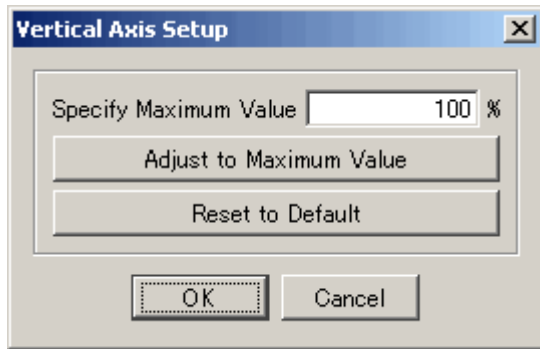 Vertical Axis Setup
Specify Maximum Value 100 %
Adjust to Maximum Value
Reset to Default
OK Cancel